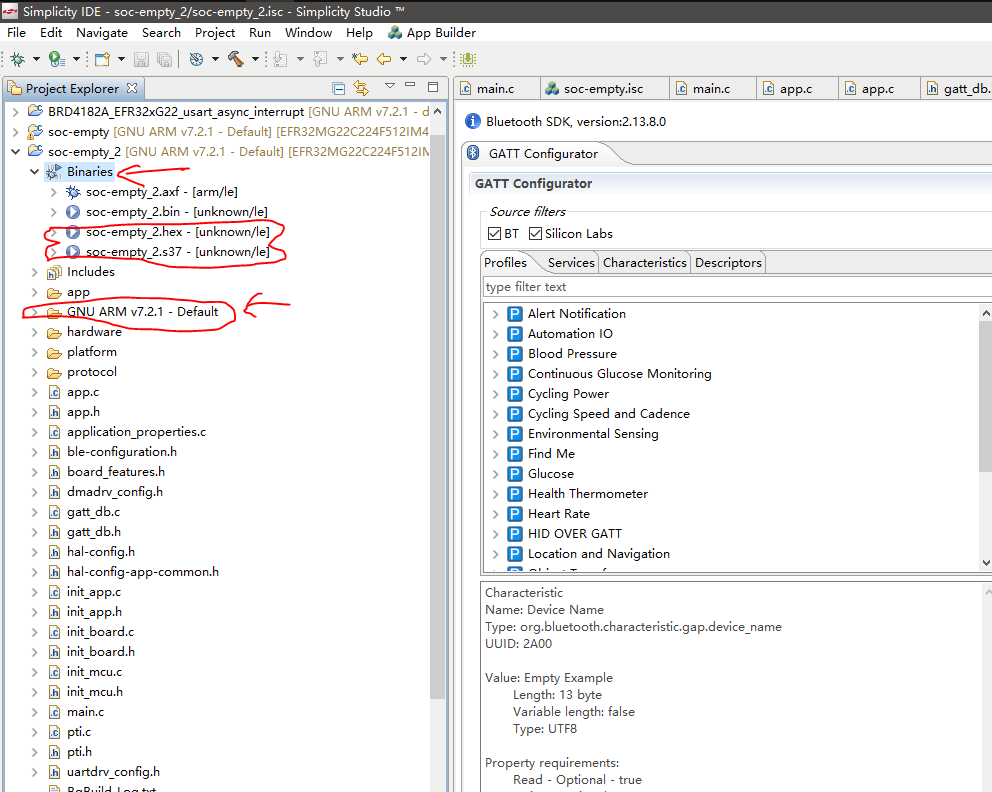 Simplicity IDE - soc-empty_2/soc-empty_2.isc - Simplicity Studio ™
File Edit Navigate Search Project Run Window Help App Builder
Project Explorer
BRD4182A_EFR32xG22_usart_async_interrupt [GNU ARM v7.2.1 - d
soc-empty [GNU ARM v7.2.1 - Default] [EFR32MG22C224F512IM4
soc-empty_2 [GNU ARM v7.2.1 - Default] [EFR32MG22C224F512IM
Binaries
soc-empty_2.axf - [arm/le]
soc-empty_2.bin - [unknown/le]
soc-empty_2.hex - [unknown/le]
soc-empty_2.s37 - [unknown/le]
Includes
app
GNU ARM v7.2.1 - Default
hardware
platform
protocol
app.c
app.h
application_properties.c
ble-configuration.h
board_features.h
dmadrv_config.h
gatt_db.c
gatt_db.h
hal-config.h
hal-config-app-common.h
init_app.c
init_app.h
init_board.c
init_board.h
init_mcu.c
init_mcu.h
main.c
pti.c
pti.h
uartdrv_config.h
main.c soc-empty.isc main.c app.c app.c gatt_db.
Bluetooth SDK, version:2.13.8.0
GATT Configurator
GATT Configurator
Source filters
BT Silicon Labs
Profiles Services Characteristics Descriptors
type filter text
Alert Notification
Automation IO
Blood Pressure
Continuous Glucose Monitoring
Cycling Power
Cycling Speed and Cadence
Environmental Sensing
Find Me
Glucose
Health Thermometer
Heart Rate
HID OVER GATT
Location and Navigation
Characteristic
Name: Device Name
Type: org.bluetooth.characteristic.gap.device_name
UUID: 2A00
Value: Empty Example
Length: 13 byte
Variable length: false
Type: UTF8
Property requirements:
Read - Optional - true